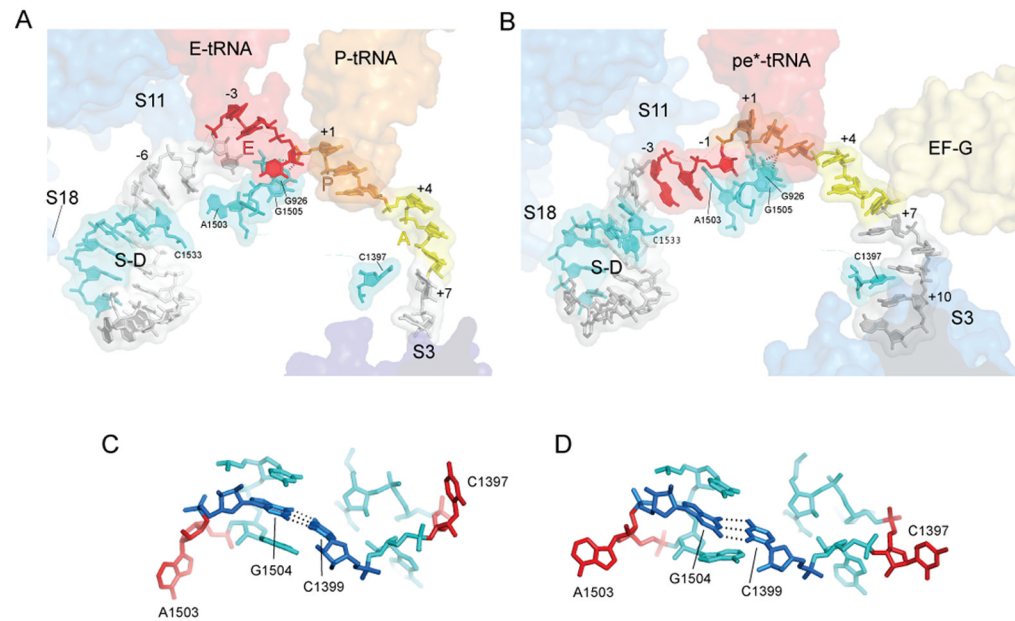 A
E-tRNA
P-tRNA
S11
-3
+1
E
-6
P
S18
G926
G1505
A1503
+4
A
S-D
C1533
C1397
+7
S3
B
pe*-tRNA
S11
+1
-3
-1
+4
EF-G
S18
G926
G1505
A1503
+7
C1533
S-D
C1397
+10
S3
C
C1397
G1504
C1399
A1503
D
C1397
G1504
A1503
C1399